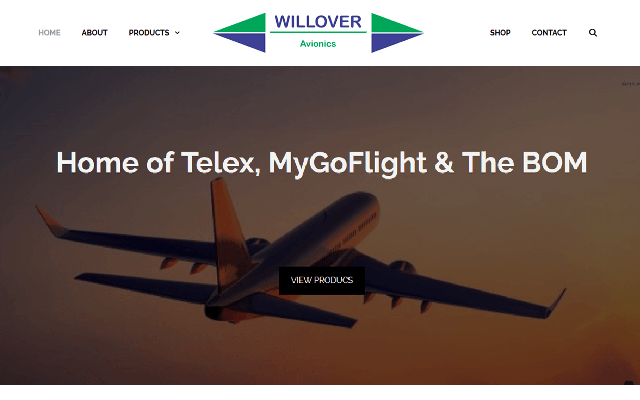 HOME
ABOUT
PRODUCTS
WILLOVER
Avionics
SHOP
CONTACT
Home of Telex, MyGoFlight & The BOM
VIEW PRODUCS